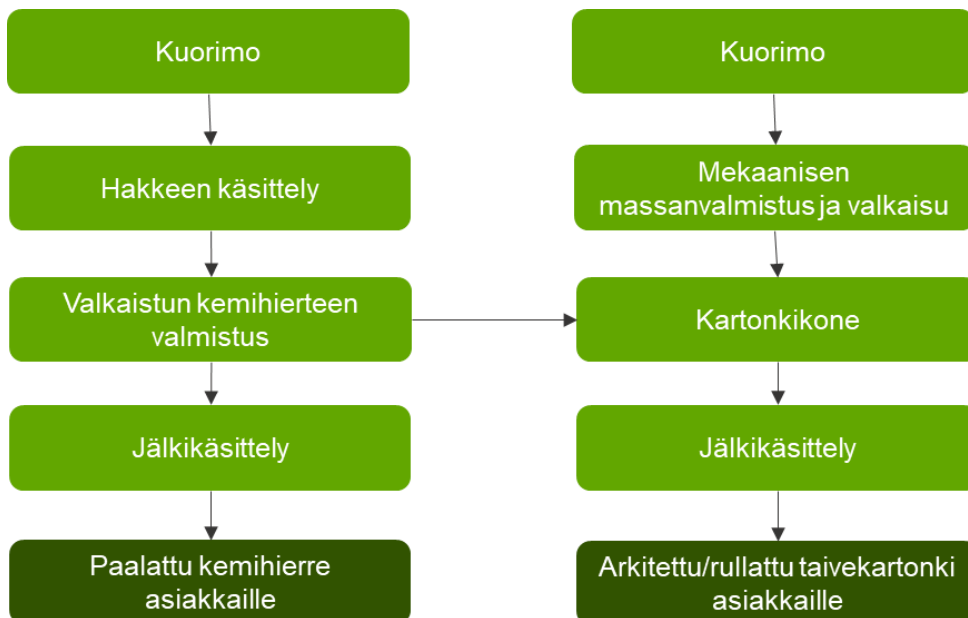 Kuorimo
Hakkeen käsittely
Valkaistun kemihierteen
valmistus
Jälkikäsittely
Paalattu kemihierre
asiakkaille
Kuorimo
Mekaanisen
massanvalmistus ja valkaisu
Kartonkikone
Jälkikäsittely
Arkitettu/rullattu taivekartonki
asiakkaille